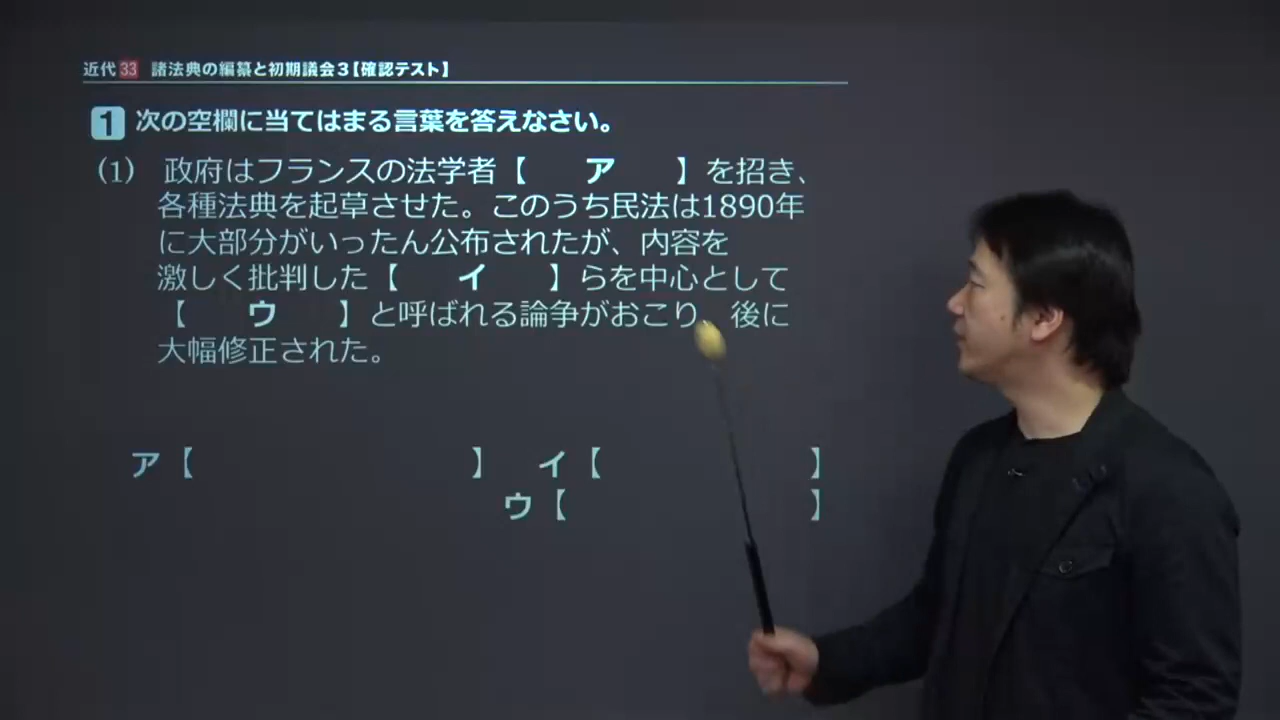 近代33 諸法典の編纂と初期議会3【確認テスト】
1 次の空欄に当てはまる言葉を答えなさい。
(1) 政府はフランスの法学者【 ア 】を招き、
各種法典を起草させた。このうち民法は1890年
に大部分がいったん公布されたが、内容を
激しく批判した【 イ 】らを中心として
【 ウ 】と呼ばれる論争がおこり、後に
大幅修正された。
ア【 】 イ【 】
ウ【 】